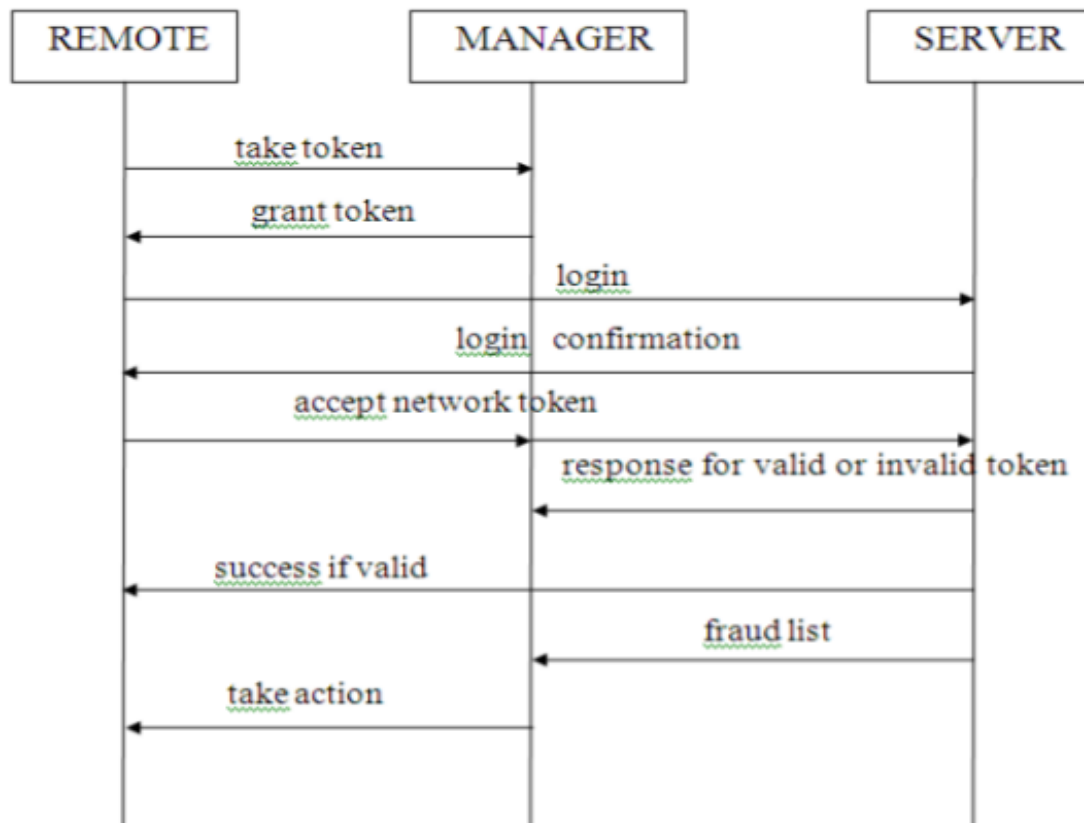 REMOTE MANAGER SERVER
take token
grant token
login
login confirmation
accept network token
response for valid or invalid token
success if valid
fraud list
take action